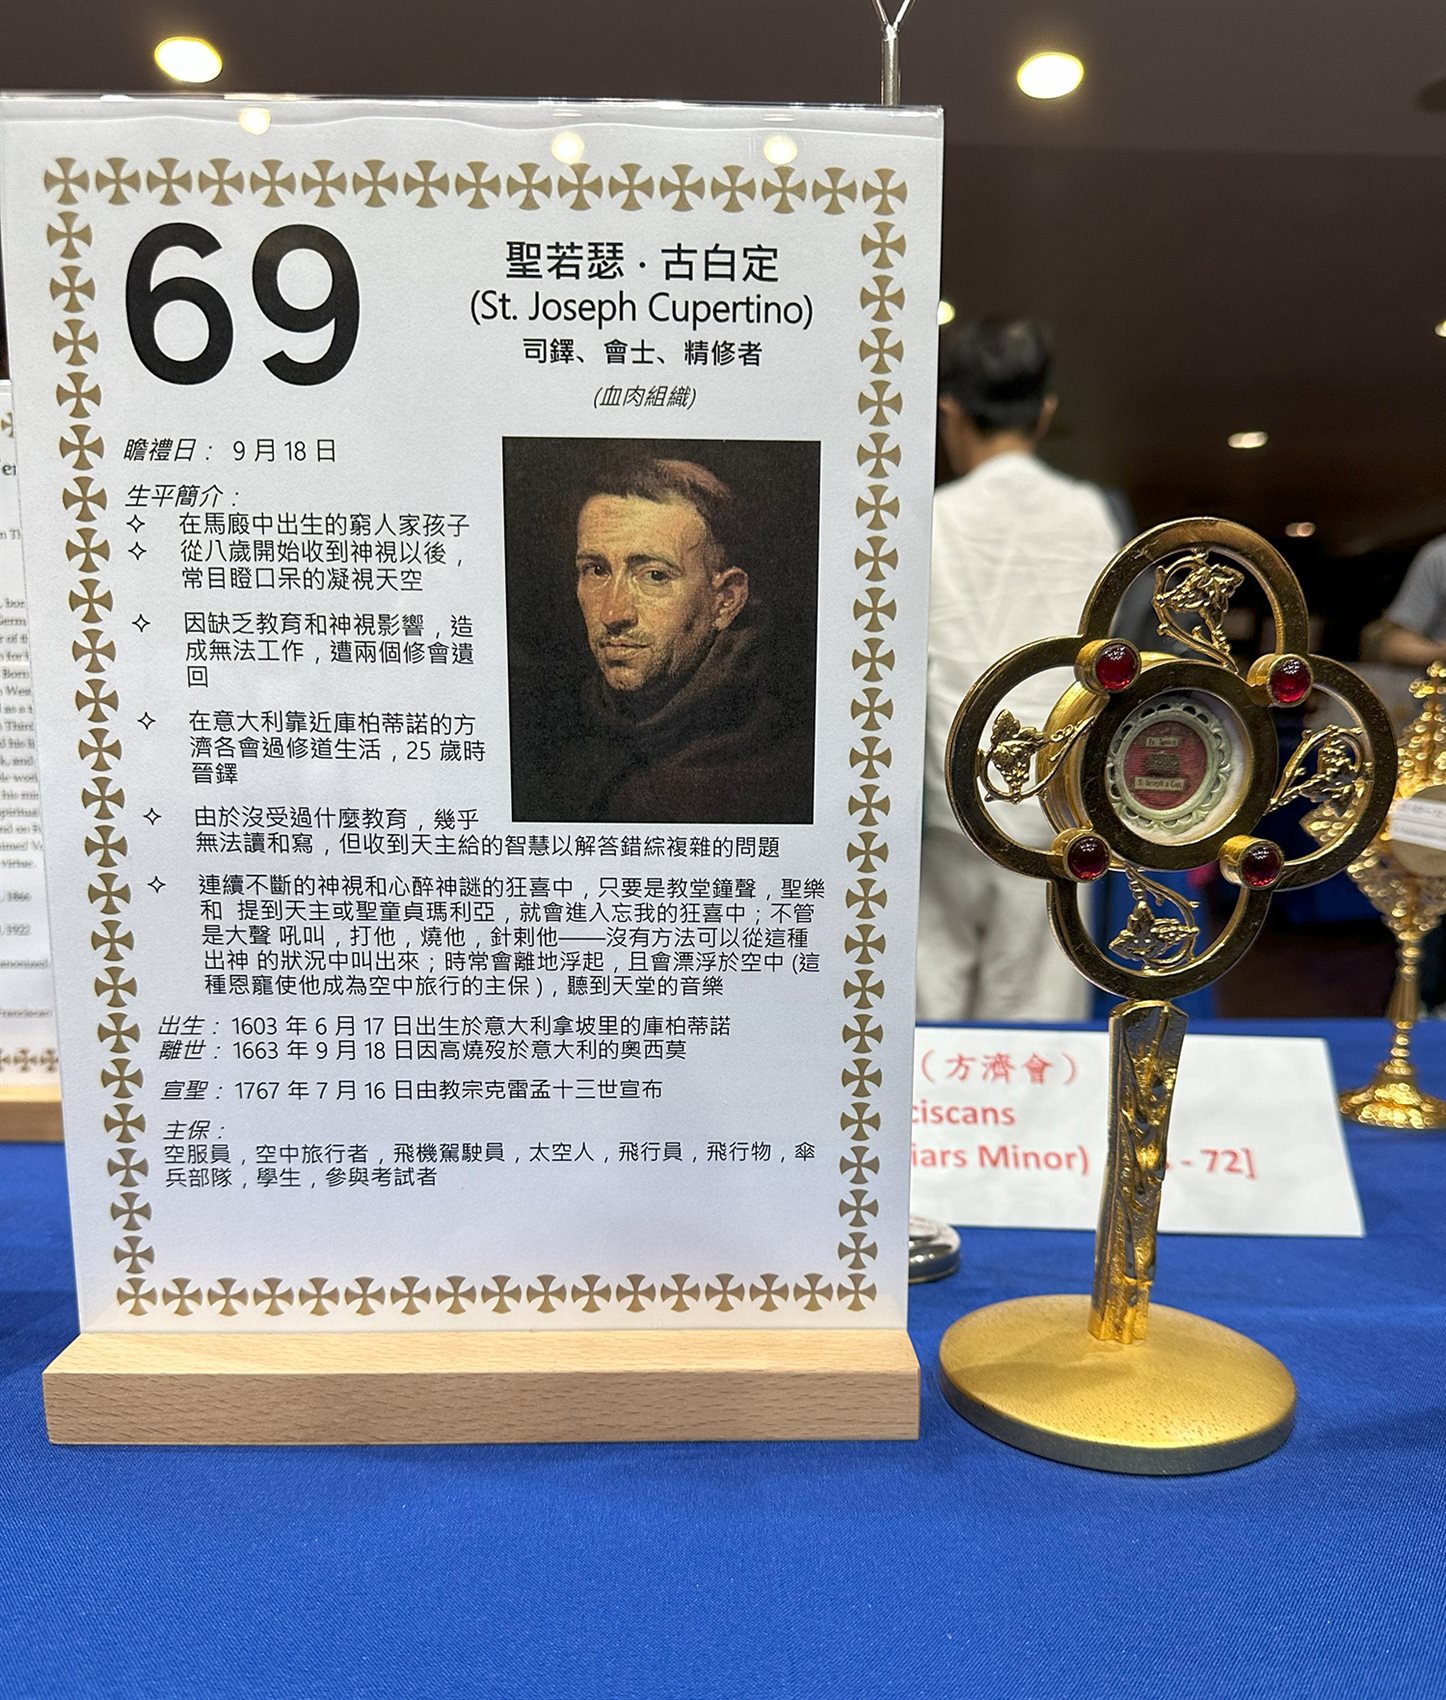 69
聖若瑟 · 古白定
(St. Joseph Cupertino)
司鐸、會士、精修者
(血肉組織)
瞻禮日： 9 月 18 日
生平簡介：
✧ 在馬廄中出生的窮人家孩子
✧ 從八歲開始收到神視以後，
常目瞪口呆的凝視天空
✧ 因缺乏教育和神視影響，造
成無法工作，遭兩個修會遺
回
✧ 在意大利靠近庫柏蒂諾的方
濟各會過修道生活，25 歲時
晉鐸
✧ 由於沒受過什麼教育，幾乎
無法讀和寫，但收到天主給的智慧以解答錯綜複雜的問題
✧ 連續不斷的神視和心醉神謎的狂喜中，只要是教堂鐘聲，聖樂
和 提到天主或聖童貞瑪利亞，就會進入忘我的狂喜中；不管
是大聲 吼叫，打他，燒他，針刺他——沒有方法可以從這種
出神 的狀況中叫出來；時常會離地浮起，且會漂浮於空中 (這
種恩寵使他成為空中旅行的主保)，聽到天堂的音樂
出生： 1603 年 6 月 17 日出生於意大利拿坡里的庫柏蒂諾
離世： 1663 年 9 月 18 日因高燒歿於意大利的奧西莫
宣聖： 1767 年 7 月 16 日由教宗克雷孟十三世宣布
主保：
空服員，空中旅行者，飛機駕駛員，太空人，飛行員，飛行物，傘
兵部隊，學生，參與考試者
（方濟會）
ciscans
iars Minor) - 72]